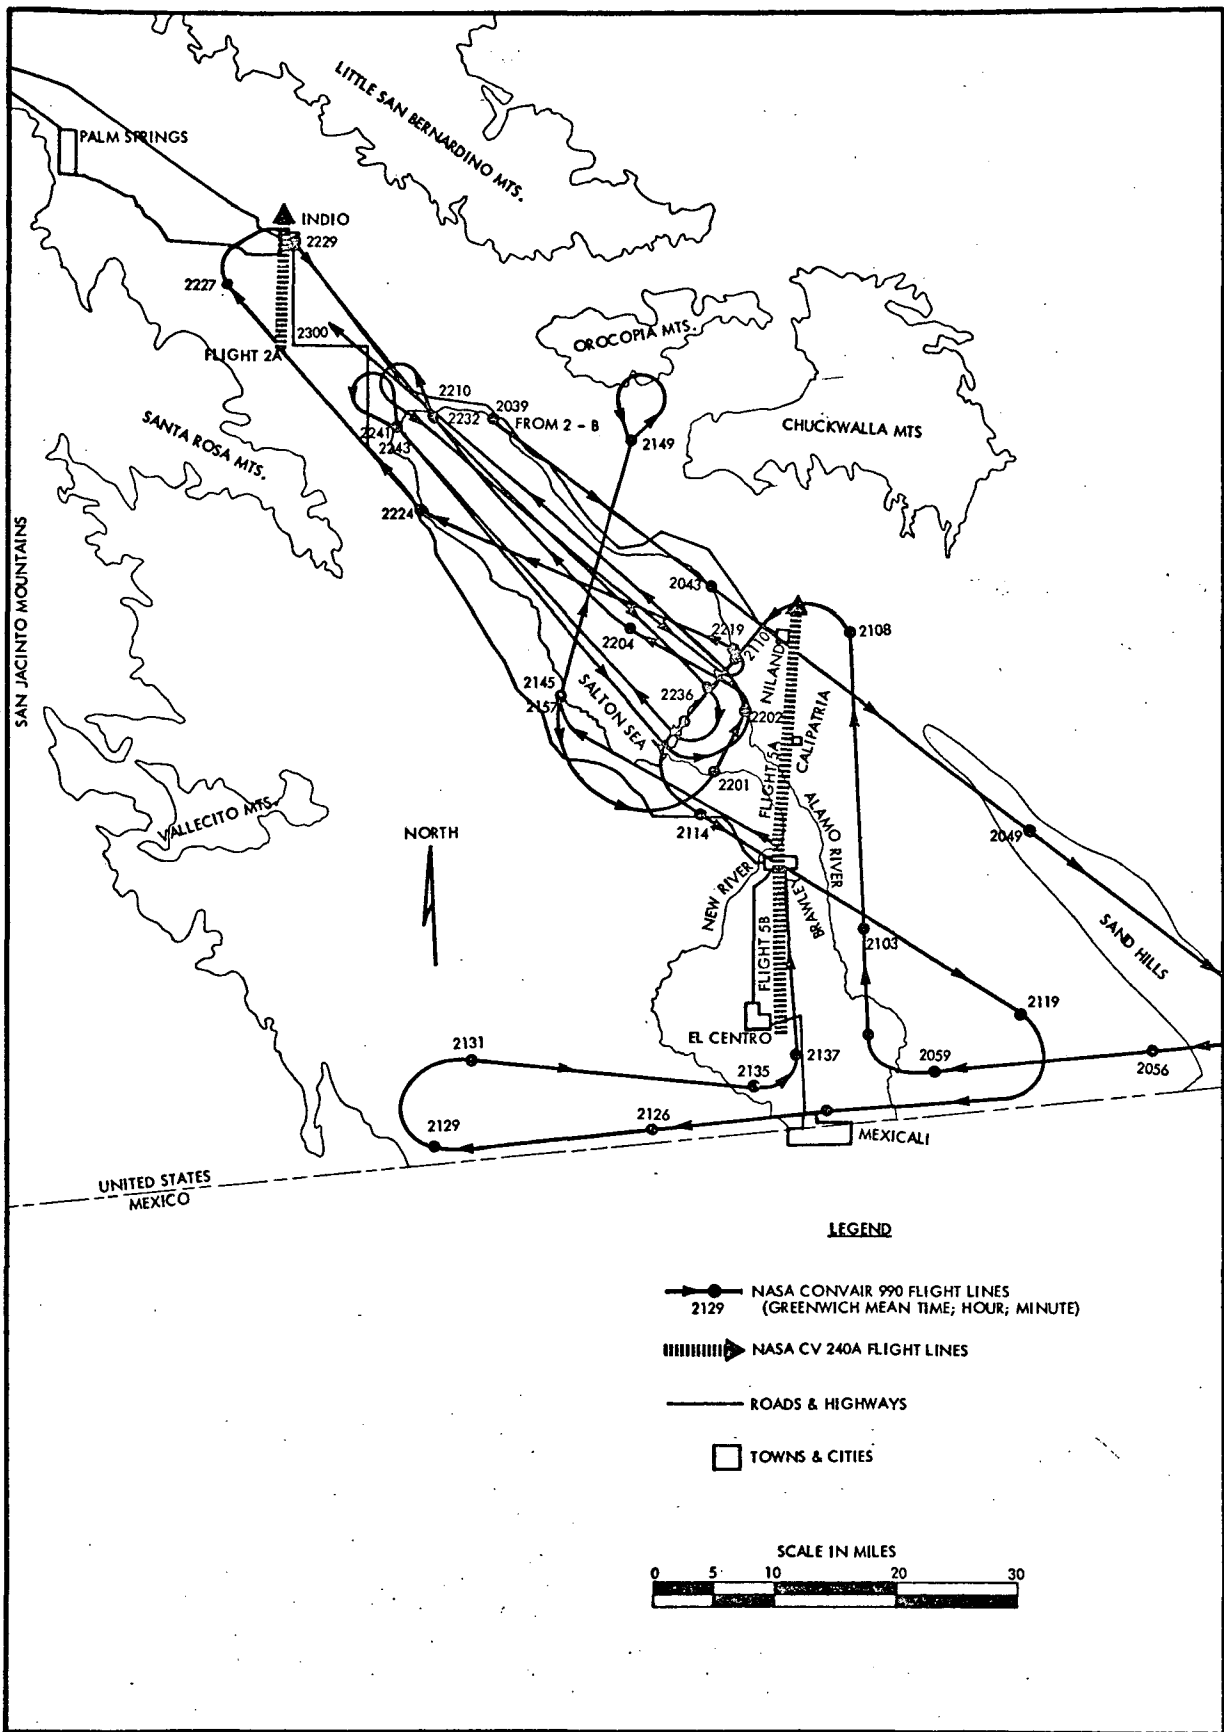 LITTLE SAN BERNARDINO MTS.
PALM SPRINGS
INDIO
2229
2227
2300
FLIGHT 2A
OROCOPIA MTS.
2210
2039
2232
FROM 2 - B
2241
2243
2149
CHUCKWALLA MTS
SANTA ROSA MTS.
2224
SAN JACINTO MOUNTAINS
2043
2204
2219
2110
2108
NILAND
2145
2157
SALTON SEA
2236
2202
CALIPATRIA
FLIGHT 5A
2201
ALAMO RIVER
VALLECITO MTS.
2114
2049
NORTH
NEW RIVER
BRAWLEY
SAND HILLS
FLIGHT 5B
2103
2119
EL CENTRO
2131
2137
2135
2059
2056
2126
2129
MEXICALI
UNITED STATES
MEXICO
LEGEND
NASA CONVAIR 990 FLIGHT LINES
2129 (GREENWICH MEAN TIME; HOUR; MINUTE)
NASA CV 240A FLIGHT LINES
ROADS & HIGHWAYS
TOWNS & CITIES
SCALE IN MILES
0 5 10 20 30